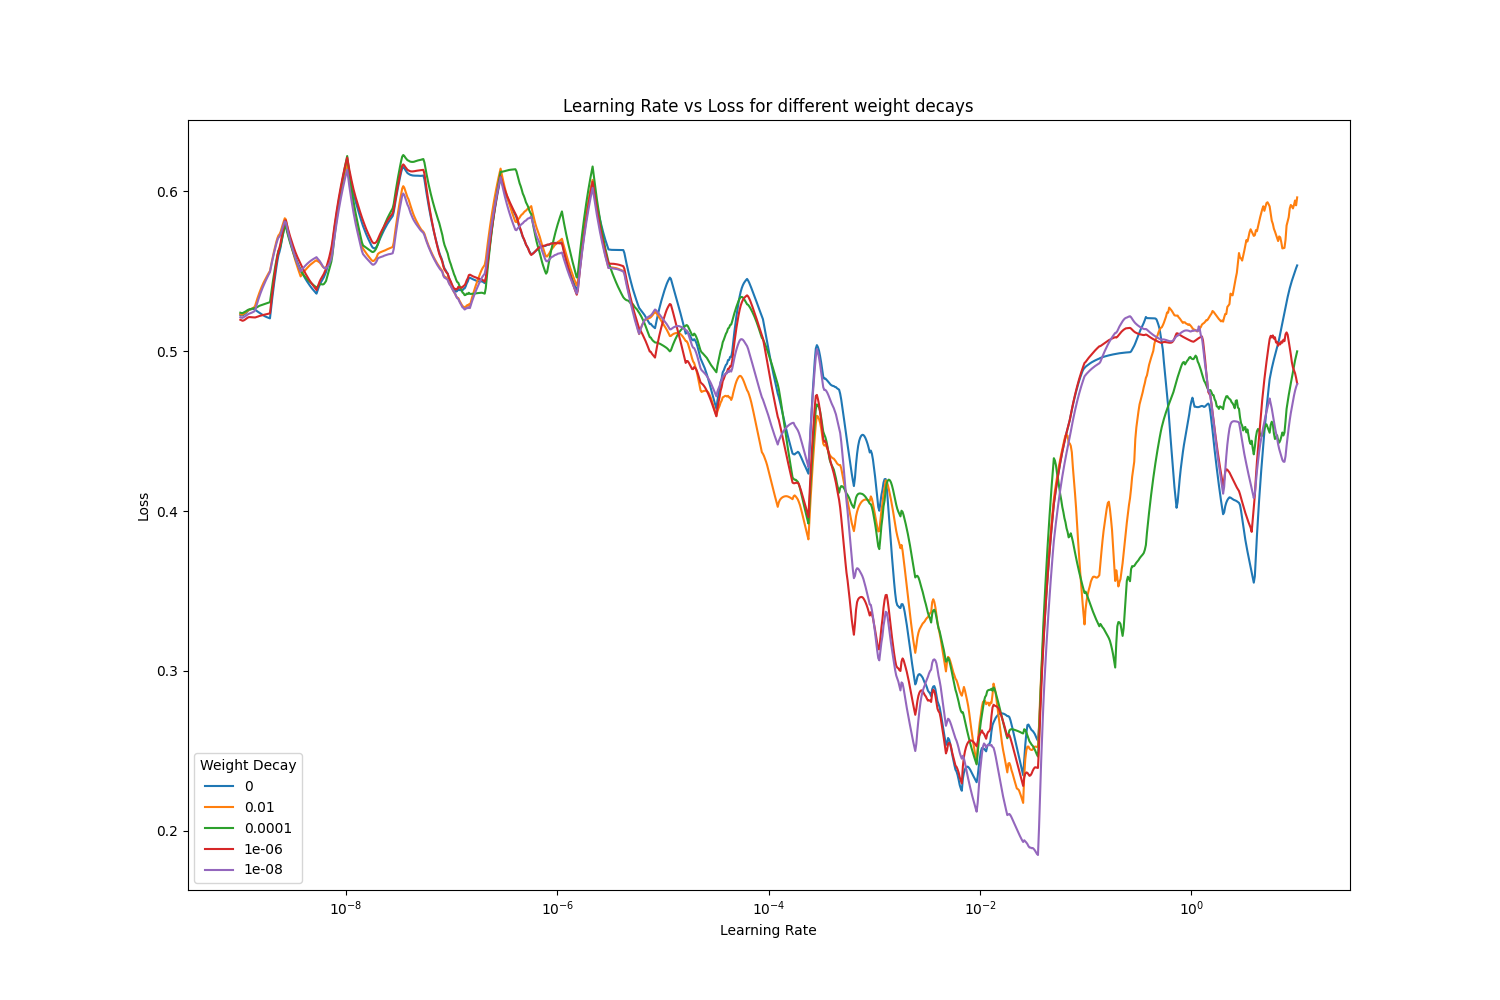 Learning Rate vs Loss for different weight decays
0.6
0.5
0.4
0.3
0.2
Loss
Weight Decay
0
0.01
0.0001
1e-06
1e-08
10⁻⁸
10⁻⁶
10⁻⁴
10⁻²
10⁰
Learning Rate